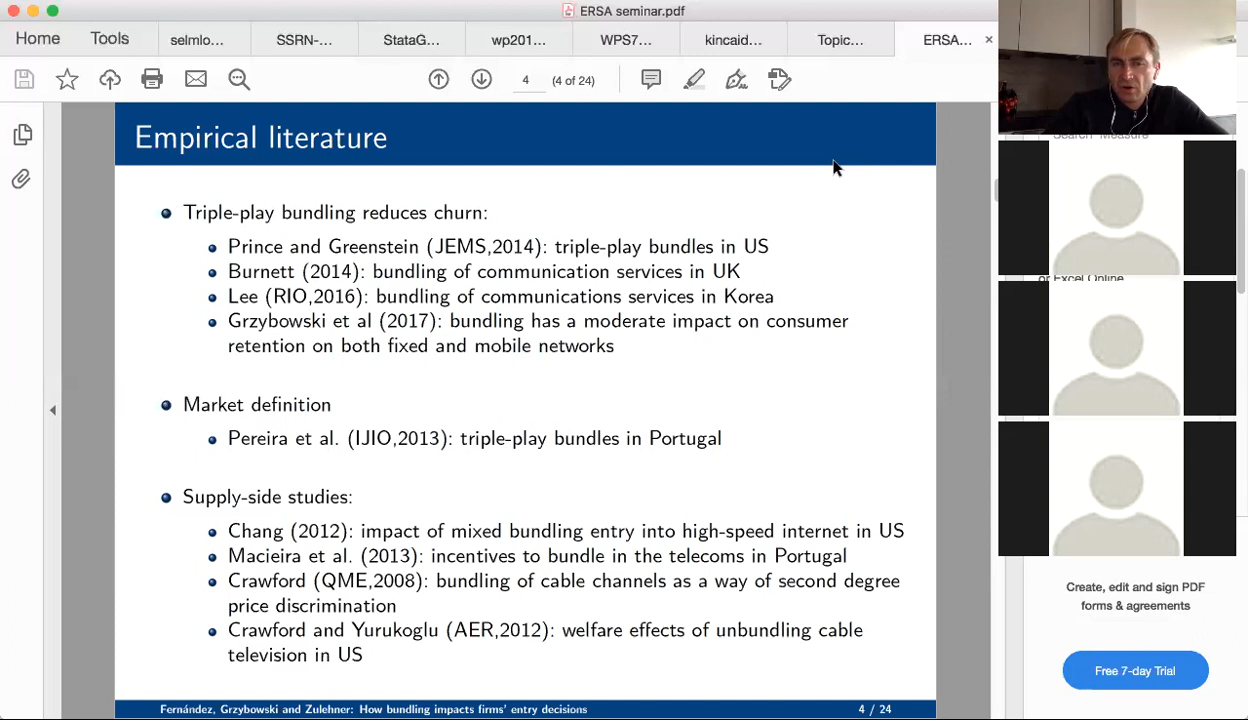 ERSA seminar.pdf
Home Tools selmlo... SSRN-... StataG... wp201... WPS7... kincaid... Topic... ERSA... ×
4 (4 of 24)
Empirical literature
Triple-play bundling reduces churn:
Prince and Greenstein (JEMS,2014): triple-play bundles in US
Burnett (2014): bundling of communication services in UK
Lee (RIO,2016): bundling of communications services in Korea
Grzybowski et al (2017): bundling has a moderate impact on consumer
retention on both fixed and mobile networks
Market definition
Pereira et al. (IJIO,2013): triple-play bundles in Portugal
Supply-side studies:
Chang (2012): impact of mixed bundling entry into high-speed internet in US
Macieira et al. (2013): incentives to bundle in the telecoms in Portugal
Crawford (QME,2008): bundling of cable channels as a way of second degree
price discrimination
Crawford and Yurukoglu (AER,2012): welfare effects of unbundling cable
television in US
Fernández, Grzybowski and Zulehner: How bundling impacts firms' entry decisions 4 / 24
Search 'Measure'
or Excel Online
Create, edit and sign PDF
forms & agreements
Free 7-day Trial